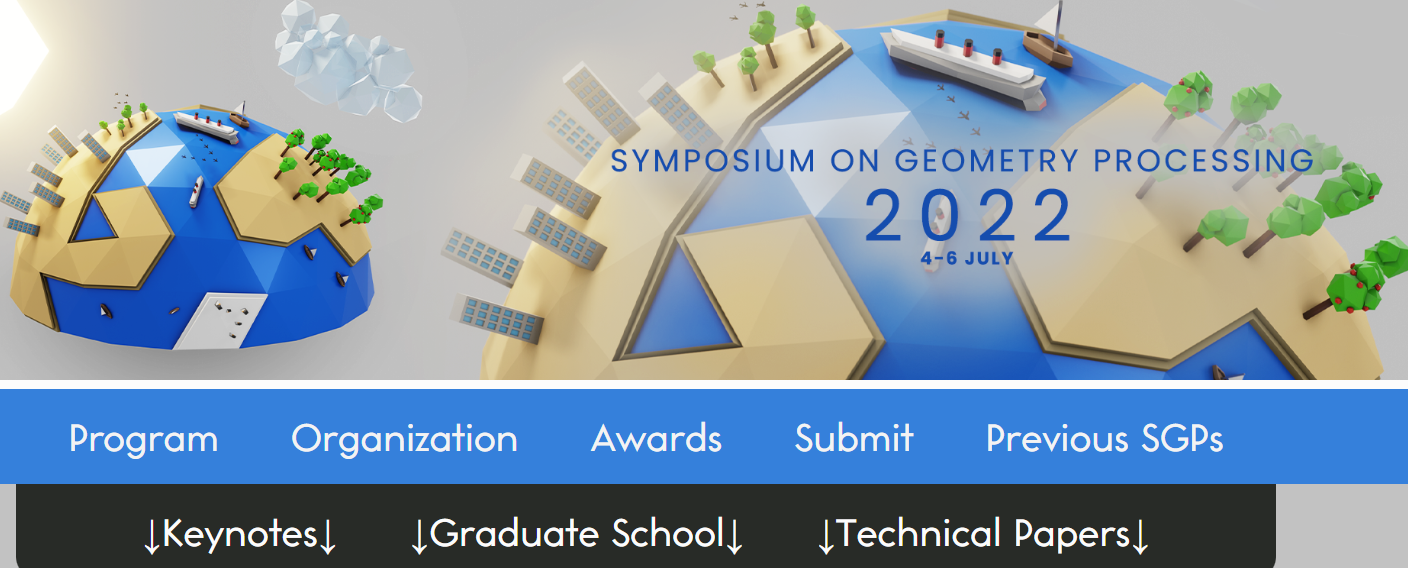 SYMPOSIUM ON GEOMETRY PROCESSING
2022
4-6 JULY
Program Organization Awards Submit Previous SGPs
↓Keynotes↓ ↓Graduate School↓ ↓Technical Papers↓